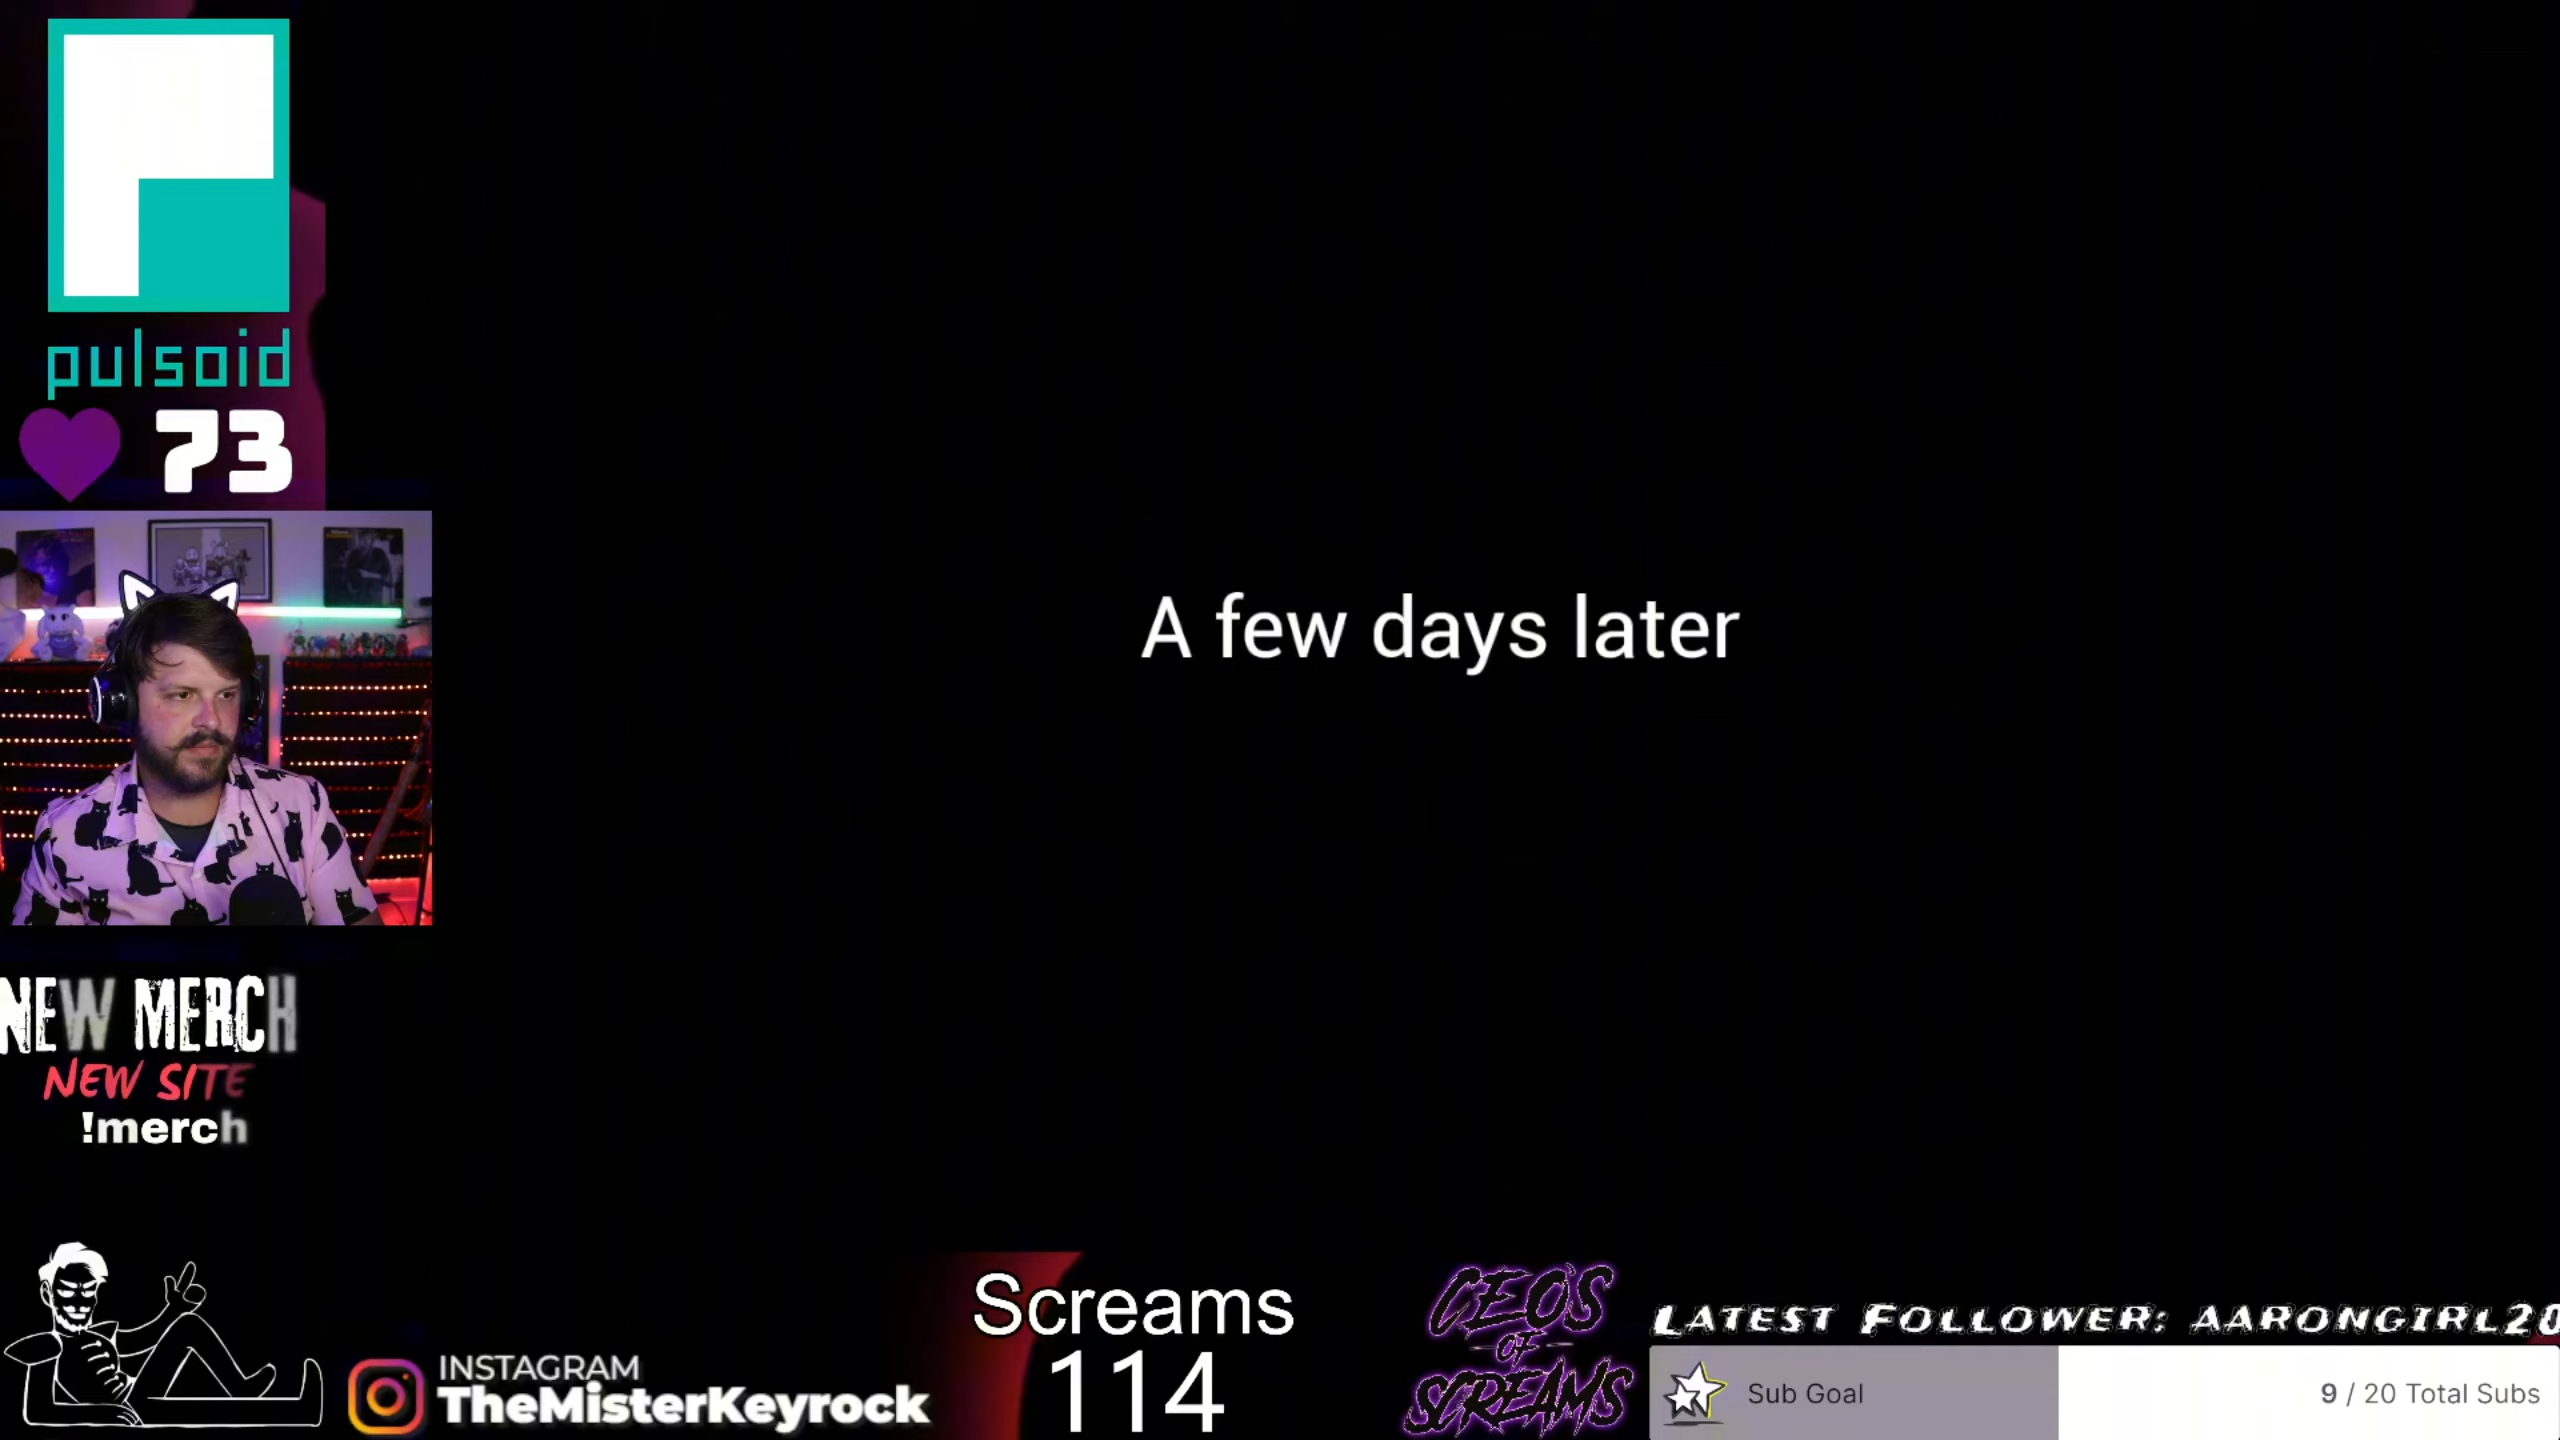 pulsoid
73
A few days later
NEW MERCH
NEW SITE
!merch
INSTAGRAM
TheMisterKeyrock
Screams
114
CEOS
OF
SCREAMS
LATEST FOLLOWER: AARONGIRL20
Sub Goal
9 / 20 Total Subs